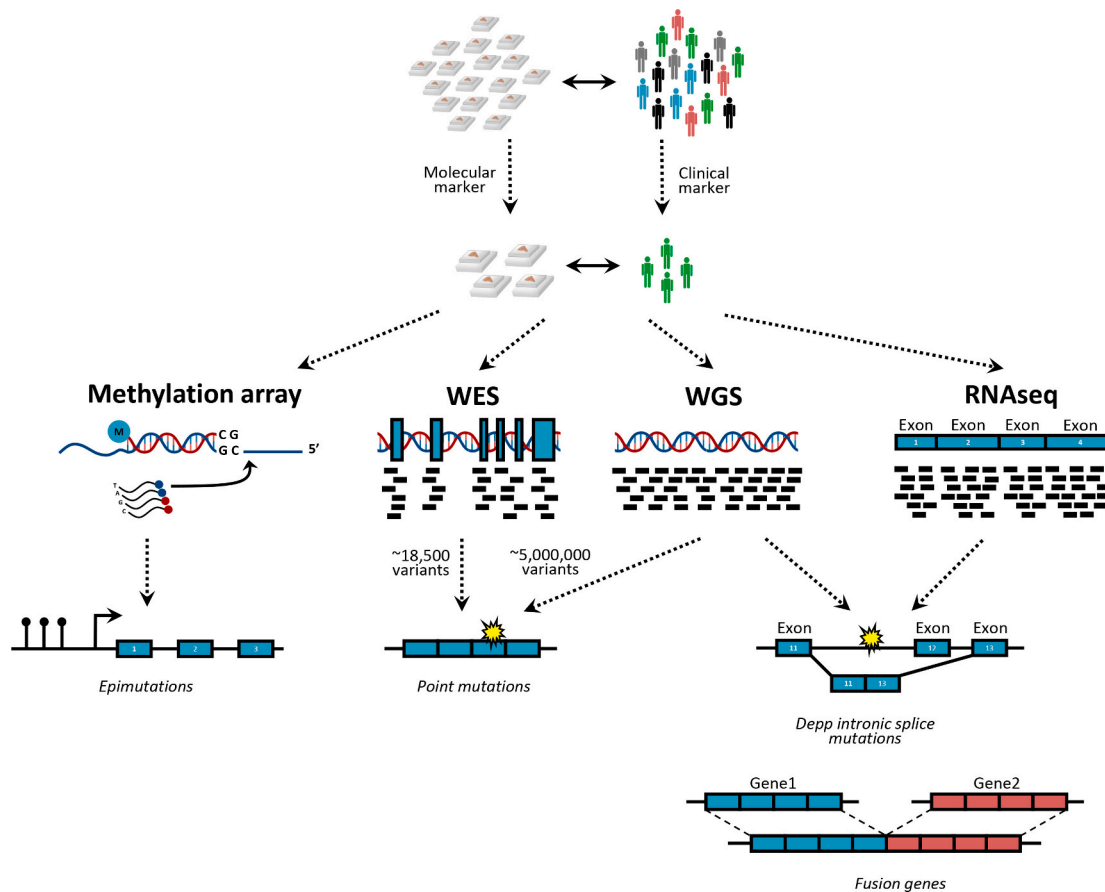 Molecular
marker
Clinical
marker
Methylation array
WES
WGS
RNAseq
M
C G
G C
5'
Exon Exon Exon Exon
1 2 3 4
T
A
G
C
~18,500
variants
~5,000,000
variants
1 2 3
Epimutations
Point mutations
Exon Exon Exon
11 12 13
11 13
Depp intronic splice
mutations
Gene1 Gene2
Fusion genes